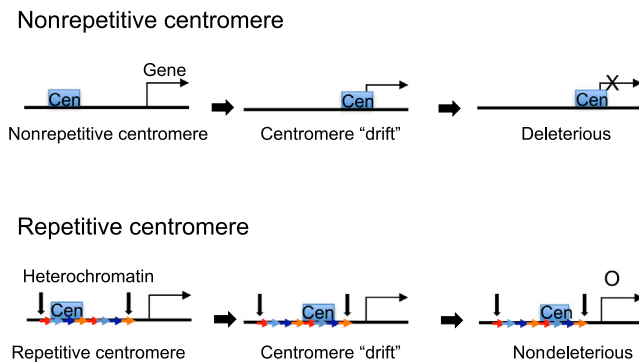 Nonrepetitive centromere
Gene
Cen
Cen
Cen
X
Nonrepetitive centromere
Centromere “drift”
Deleterious
Repetitive centromere
Heterochromatin
O
Cen
Cen
Cen
Repetitive centromere
Centromere “drift”
Nondeleterious